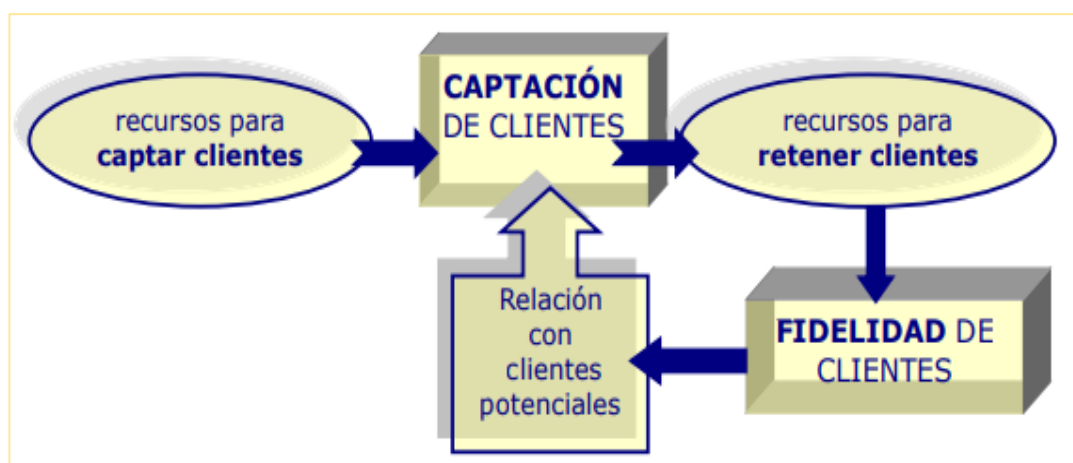 recursos para
captar clientes
CAPTACIÓN
DE CLIENTES
recursos para
retener clientes
FIDELIDAD DE
CLIENTES
Relación
con
clientes
potenciales